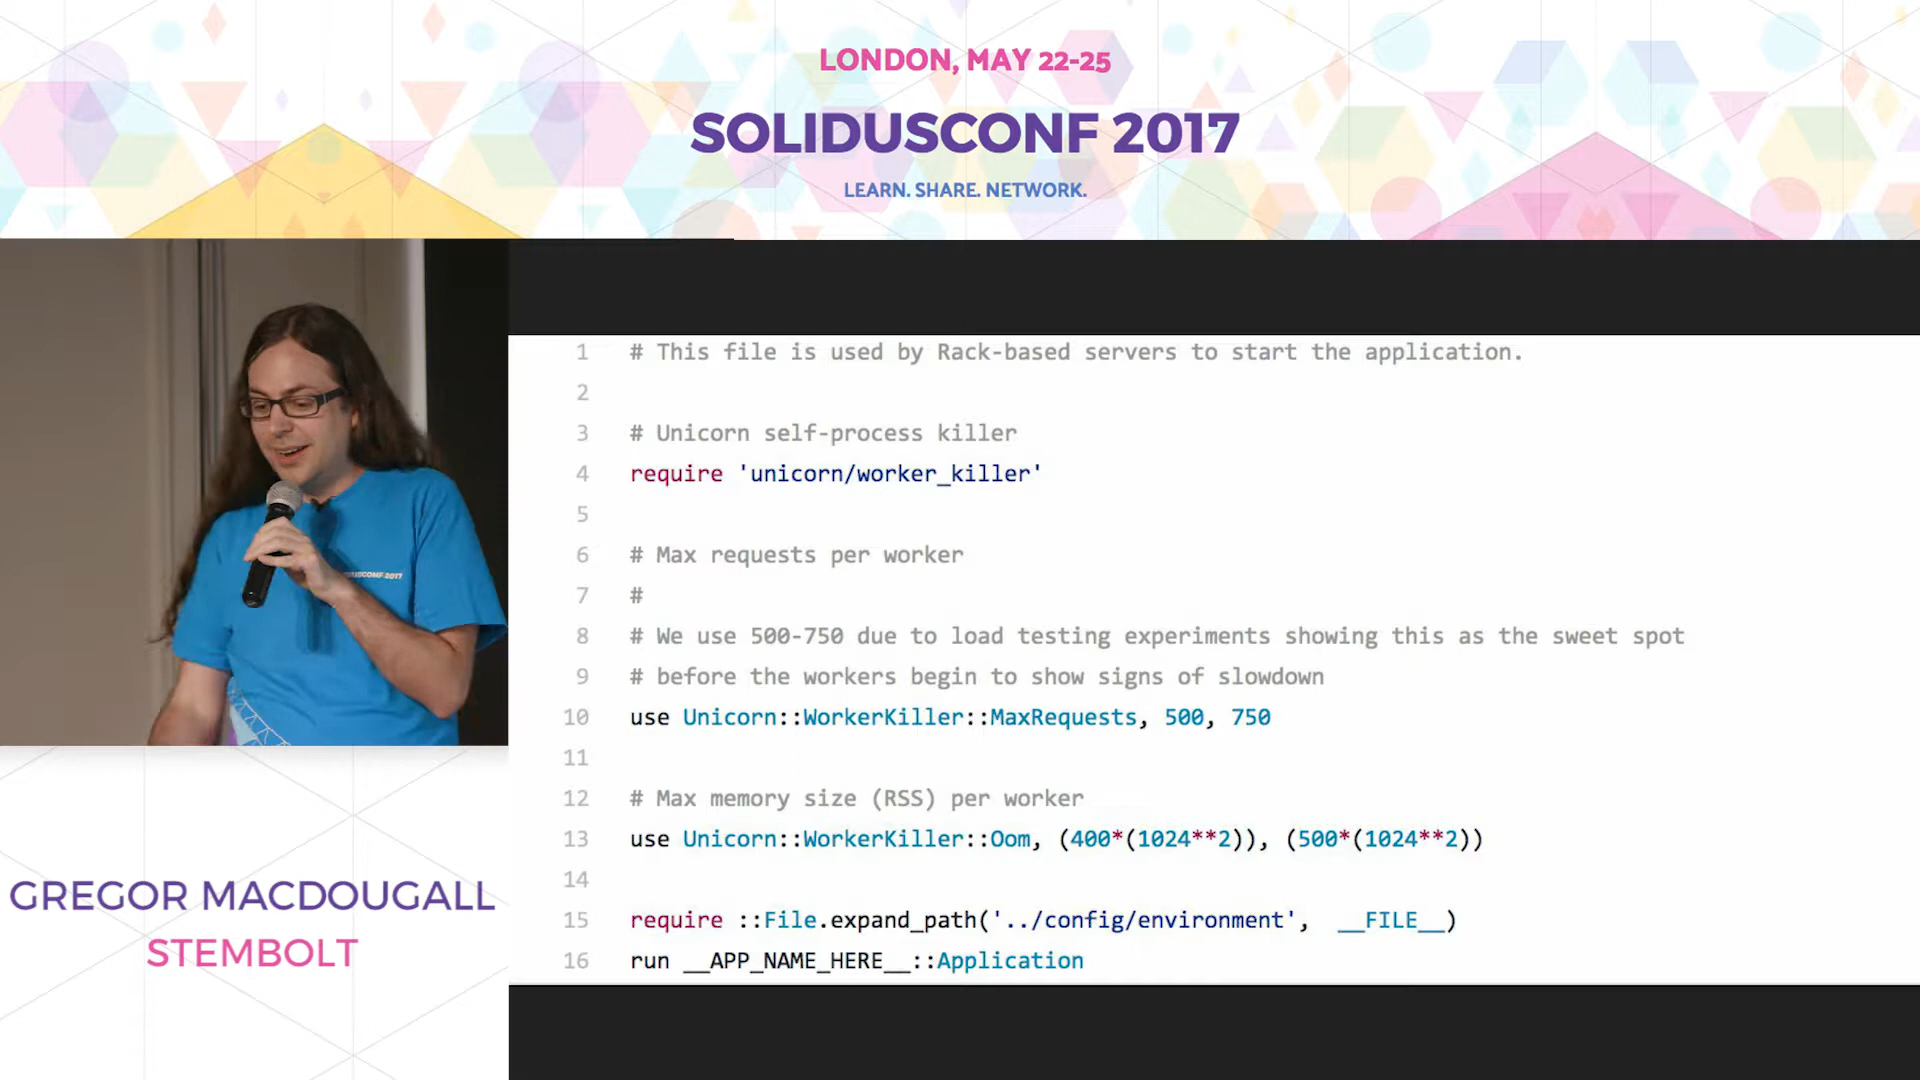 LONDON, MAY 22-25
SOLIDUSCONF 2017
LEARN. SHARE. NETWORK.
1 # This file is used by Rack-based servers to start the application.
2
3 # Unicorn self-process killer
4 require 'unicorn/worker_killer'
5
6 # Max requests per worker
7 #
8 # We use 500-750 due to load testing experiments showing this as the sweet spot
9 # before the workers begin to show signs of slowdown
10 use Unicorn::WorkerKiller::MaxRequests, 500, 750
11
12 # Max memory size (RSS) per worker
13 use Unicorn::WorkerKiller::Oom, (400*(1024**2)), (500*(1024**2))
14
15 require ::File.expand_path('../config/environment',  __FILE__)
16 run __APP_NAME_HERE__::Application
GREGOR MACDOUGALL
STEMBOLT